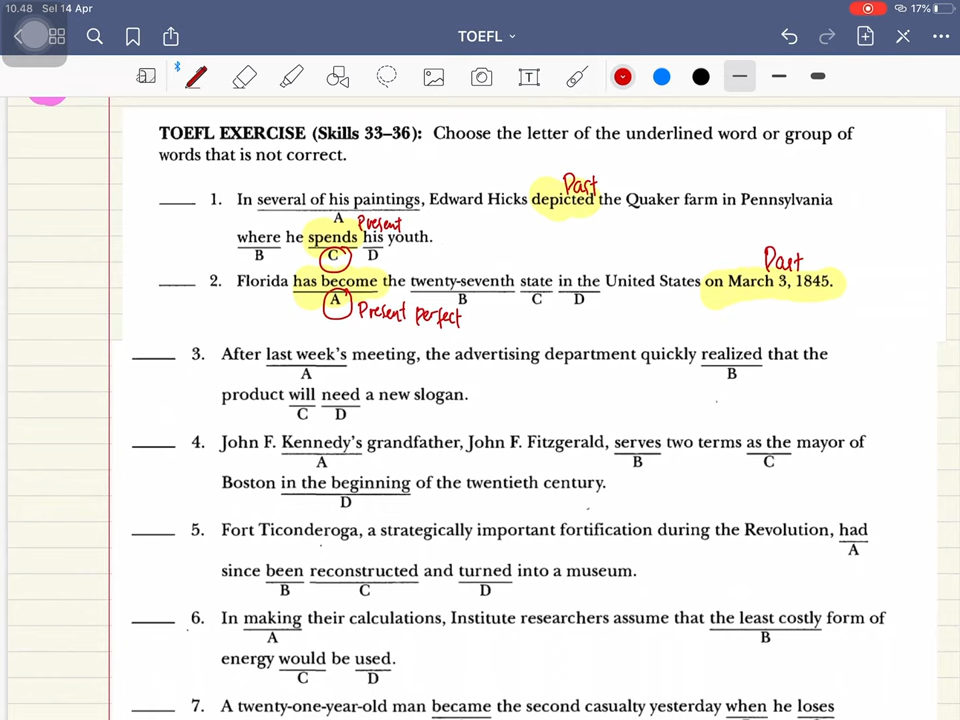 10.48 Sel 14 Apr
17%
TOEFL
T
TOEFL EXERCISE (Skills 33–36): Choose the letter of the underlined word or group of
words that is not correct.
Past
1. In several of his paintings, Edward Hicks depicted the Quaker farm in Pennsylvania
A Present
where he spends his youth.
B C D
Past
2. Florida has become the twenty-seventh state in the United States on March 3, 1845.
A B C D
Present perfect
3. After last week's meeting, the advertising department quickly realized that the
A B
product will need a new slogan.
C D
4. John F. Kennedy's grandfather, John F. Fitzgerald, serves two terms as the mayor of
A B C
Boston in the beginning of the twentieth century.
D
5. Fort Ticonderoga, a strategically important fortification during the Revolution, had
A
since been reconstructed and turned into a museum.
B C D
6. In making their calculations, Institute researchers assume that the least costly form of
A B
energy would be used.
C D
7. A twenty-one-year-old man became the second casualty yesterday when he loses